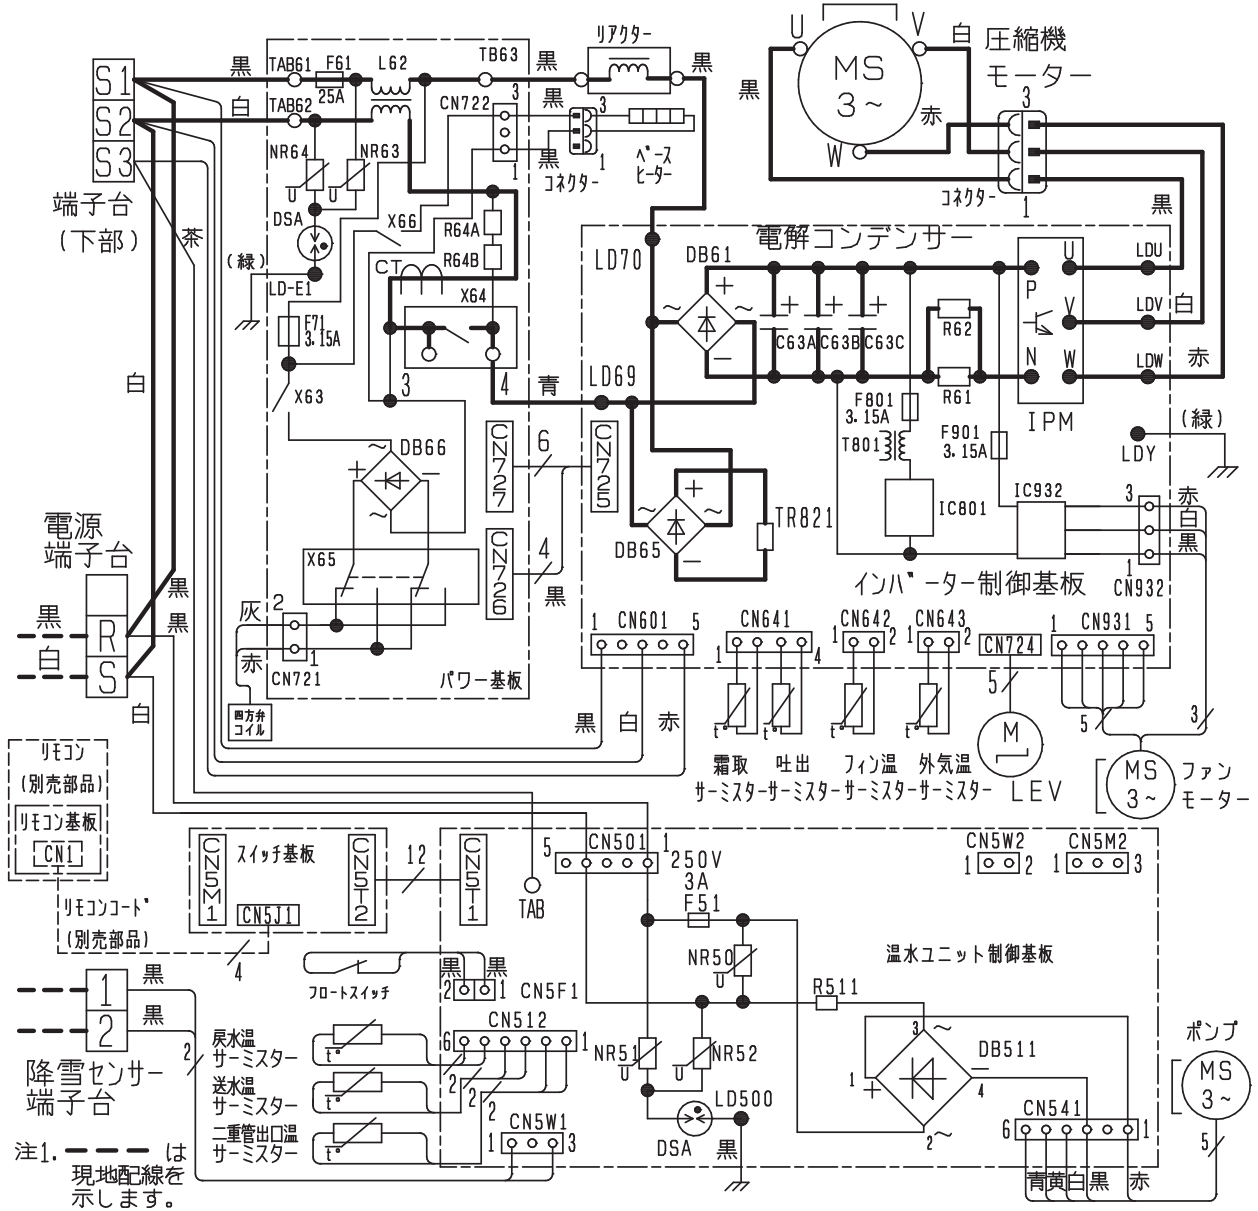 S1
S2
S3
端子台
(下部)
黒
白
茶
白
TAB61
F61
25A
L62
TAB62
NR64
NR63
U
U
DSA
(緑)
LD-E1
F71
3.15A
X63
X66
CT
X64
3
4
R64A
R64B
TB63
CN722
3
1
黒
黒
黒
コネクター
3
1
リアクター
黒
ベース
ヒーター
U
V
W
MS
3~
白
赤
黒
圧縮機
モーター
3
コネクター
1
黒
白
赤
LD70
DB61
~
+
~
-
電解コンデンサー
+
+
+
C63A
C63B
C63C
R62
R61
P
N
U
V
W
LDU
LDV
LDW
IPM
(緑)
LDY
青
LD69
F801
3.15A
T801
IC801
F901
3.15A
IC932
3
1
赤
白
黒
CN932
インバーター制御基板
DB66
~
+
-
~
CN727
CN726
CN725
6
4
黒
+
~
~
-
DB65
TR821
X65
灰
2
赤
1
CN721
四方弁
コイル
パワー基板
電源
端子台
黒
白
R
S
黒
黒
白
1
CN601
5
黒
白
赤
CN641
1
4
t°
t°
CN642
1
2
t°
CN643
1
2
t°
CN724
5
M
LEV
1
CN931
5
5
3
MS
3~
ファン
モーター
霜取
サーミスター
吐出
サーミスター
フィン温
サーミスター
外気温
サーミスター
リモコン
(別売部品)
リモコン基板
CN1
リモコンコード
(別売部品)
CN5M1
スイッチ基板
CN5J1
CN5T2
12
CN5T1
4
TAB
5
CN501
1
250V
3A
F51
NR50
U
R511
NR51
U
NR52
U
DSA
LD500
黒
CN5W2
1
2
CN5M2
1
3
温水ユニット制御基板
DB511
3
~
1
+
-
4
2
~
CN541
6
1
青
黄
白
黒
赤
ポンプ
MS
3~
5
フロートスイッチ
黒
黒
2
1
CN5F1
CN512
6
1
2
2
2
CN5W1
1
3
戻水温
サーミスター
t°
送水温
サーミスター
t°
二重管出口温
サーミスター
t°
1
2
黒
黒
2
降雪センサー
端子台
注1.
は
現地配線を
示します。